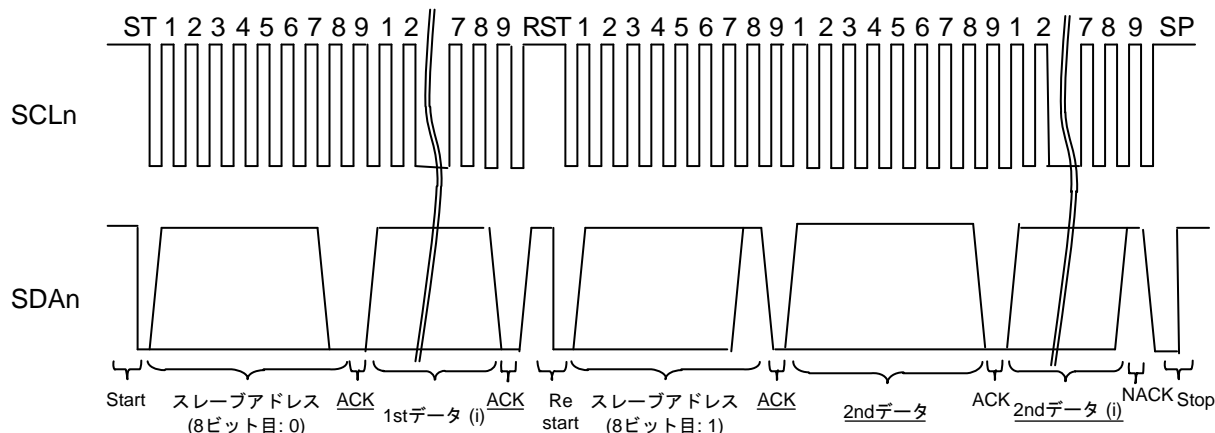 ST 1 2 3 4 5 6 7 8 9 1 2 7 8 9 RST 1 2 3 4 5 6 7 8 9 1 2 3 4 5 6 7 8 9 1 2 7 8 9 SP
SCLn
SDAn
Start
スレーブアドレス
(8ビット目: 0)
ACK
1stデータ (i)
ACK
Re
start
スレーブアドレス
(8ビット目: 1)
ACK
2ndデータ
ACK
2ndデータ (i)
NACK
Stop